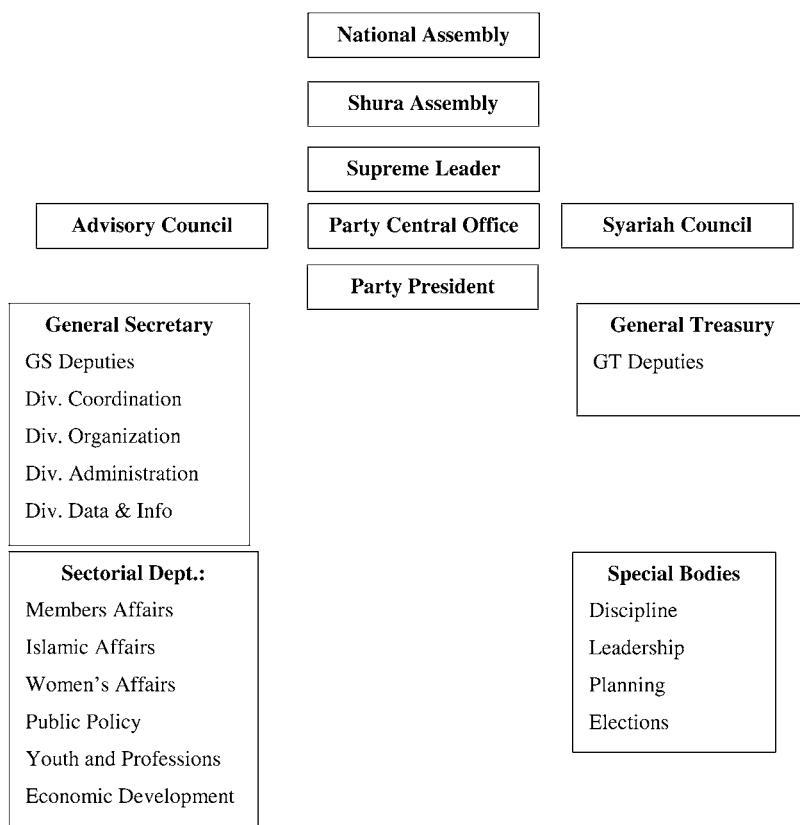 National Assembly
Shura Assembly
Supreme Leader
Advisory Council
Party Central Office
Syariah Council
Party President
General Secretary
GS Deputies
Div. Coordination
Div. Organization
Div. Administration
Div. Data & Info
General Treasury
GT Deputies
Sectorial Dept.:
Members Affairs
Islamic Affairs
Women's Affairs
Public Policy
Youth and Professions
Economic Development
Special Bodies
Discipline
Leadership
Planning
Elections